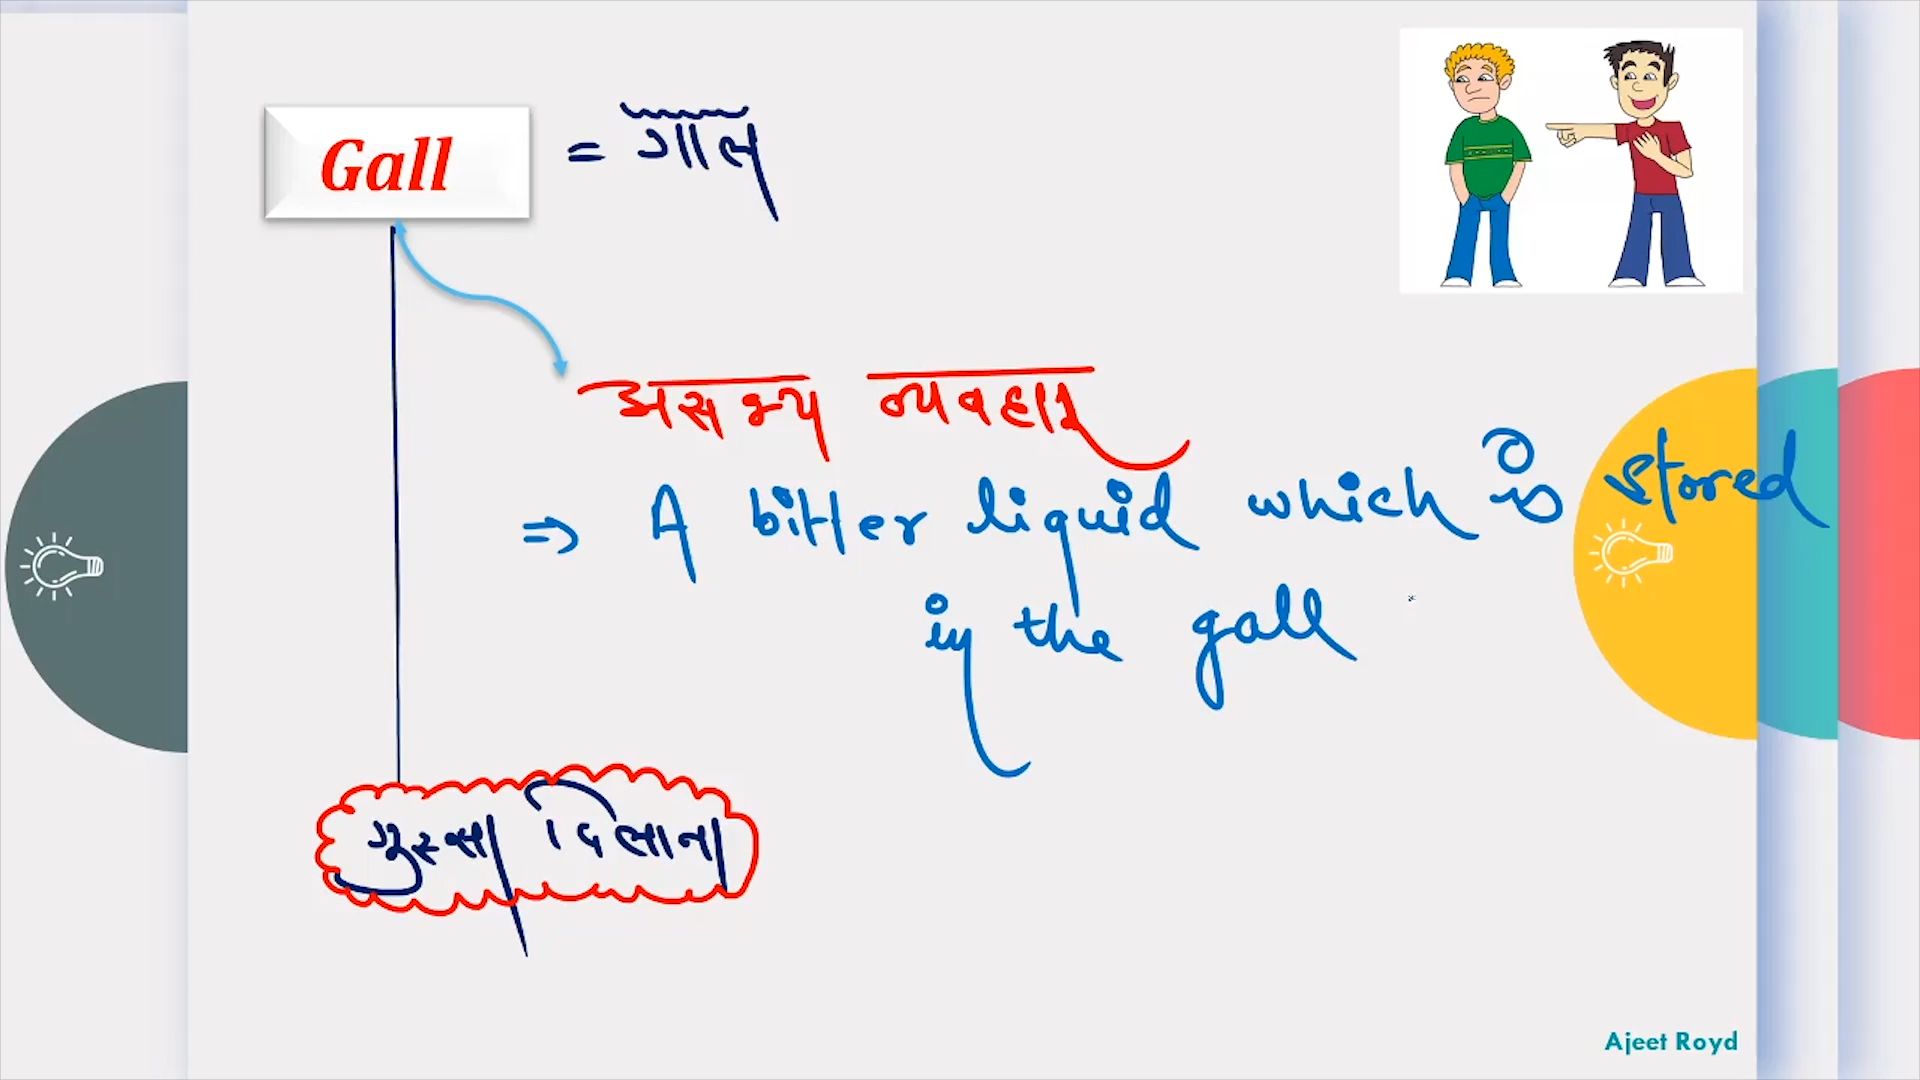 Gall = गाल
असभ्य व्यवहार
⇒ A bitter liquid which is stored
in the gall
गुस्सा दिलाना
Ajeet Royd